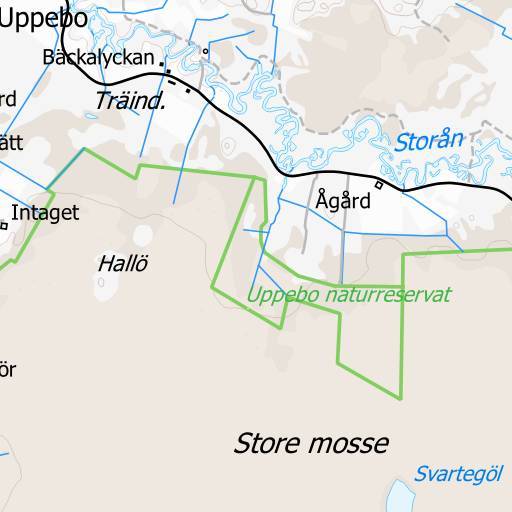 Uppebo
Bäckalyckan
Träind.
rd
Storån
ätt
Ågård
Intaget
Hallö
Uppebo naturreservat
ör
Store mosse
Svartegöl